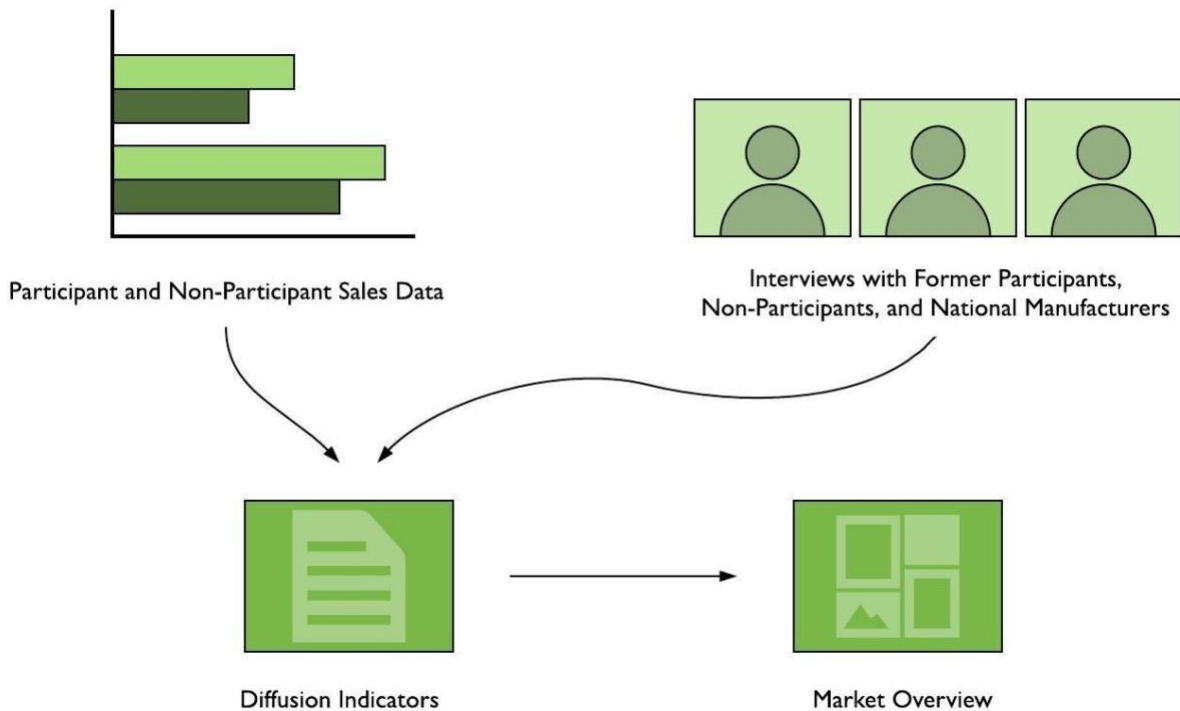 Participant and Non-Participant Sales Data
Interviews with Former Participants,
Non-Participants, and National Manufacturers
Diffusion Indicators
Market Overview